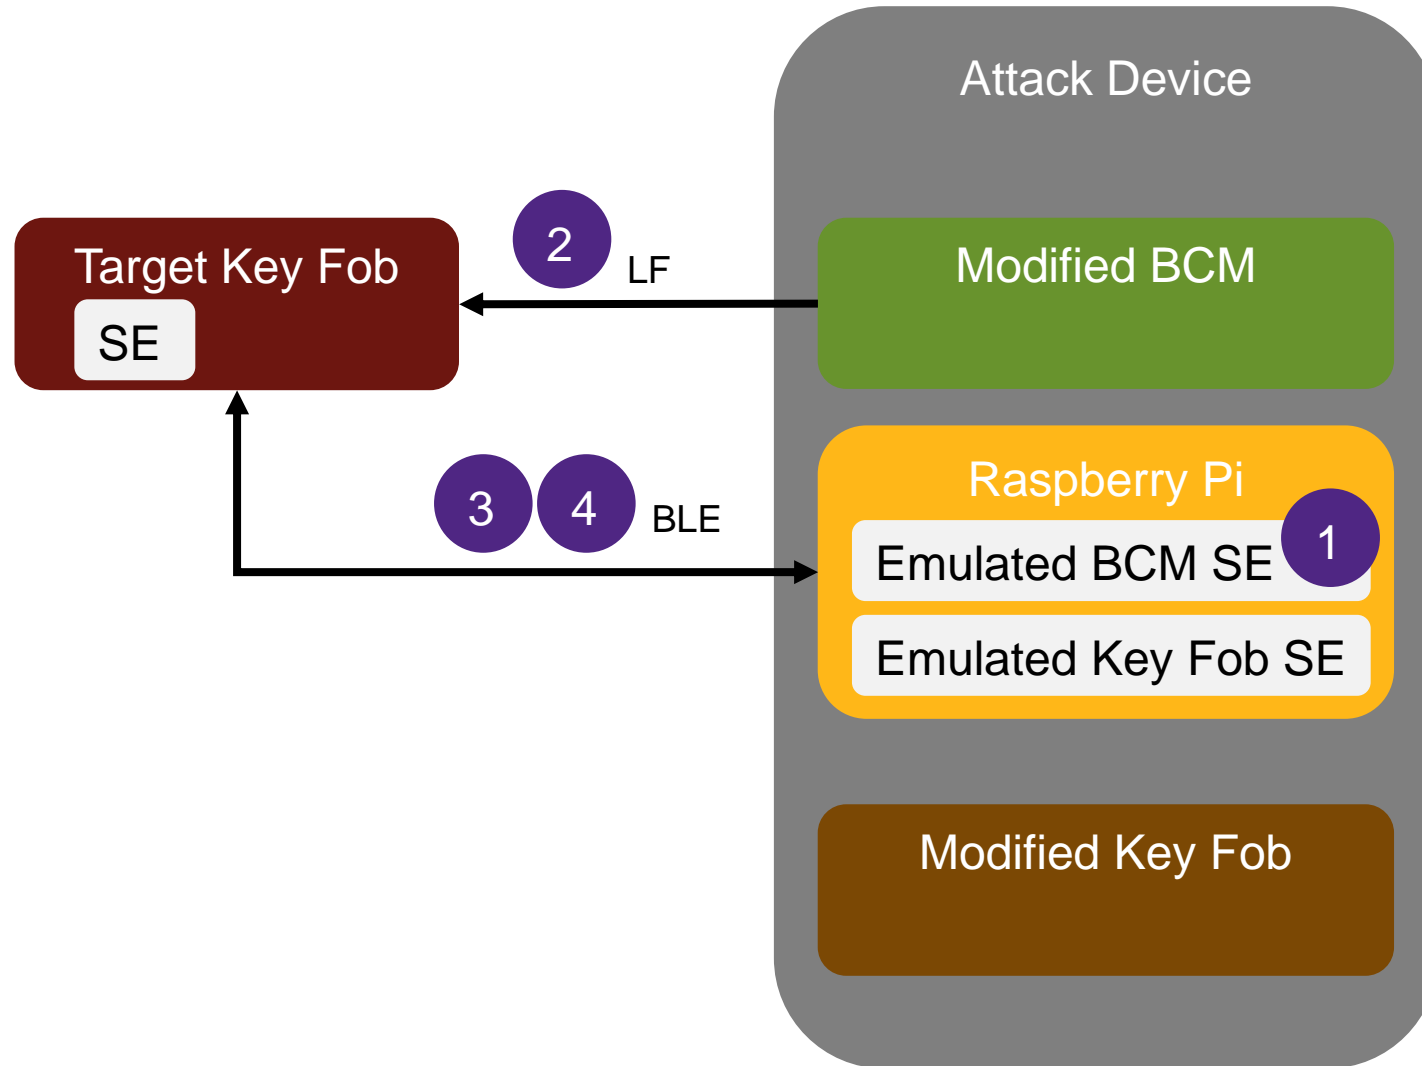 Attack Device
Target Key Fob
SE
2
LF
Modified BCM
3 4 BLE
Raspberry Pi
Emulated BCM SE
1
Emulated Key Fob SE
Modified Key Fob